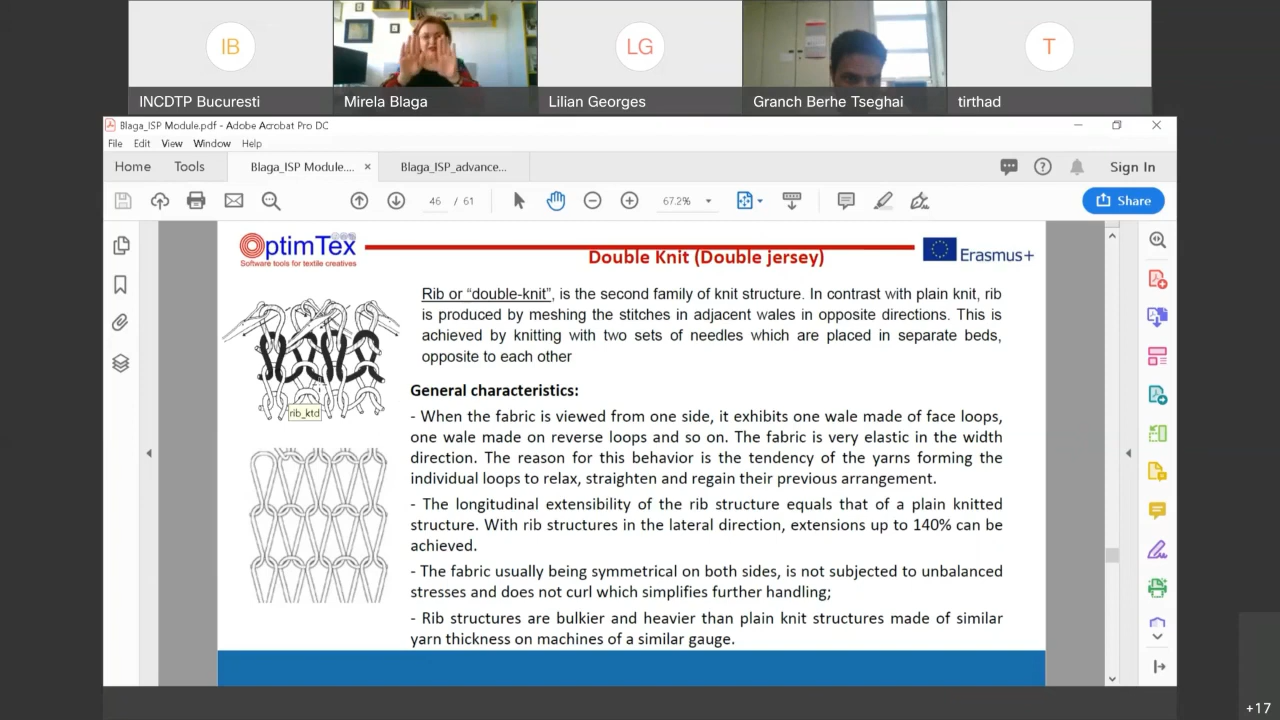 IB
LG
T
INCDTP Bucuresti
Mirela Blaga
Lilian Georges
Granch Berhe Tseghai
tirthad
Blaga_ISP Module.pdf - Adobe Acrobat Pro DC
File Edit View Window Help
Home Tools Blaga_ISP Module.... × Blaga_ISP_advance... Sign In
46 / 61 67.2% Share
OptimTex
Software tools for textile creatives
Double Knit (Double jersey)
Erasmus+
Rib or “double-knit”, is the second family of knit structure. In contrast with plain knit, rib
is produced by meshing the stitches in adjacent wales in opposite directions. This is
achieved by knitting with two sets of needles which are placed in separate beds,
opposite to each other
General characteristics:
- When the fabric is viewed from one side, it exhibits one wale made of face loops,
one wale made on reverse loops and so on. The fabric is very elastic in the width
direction. The reason for this behavior is the tendency of the yarns forming the
individual loops to relax, straighten and regain their previous arrangement.
- The longitudinal extensibility of the rib structure equals that of a plain knitted
structure. With rib structures in the lateral direction, extensions up to 140% can be
achieved.
- The fabric usually being symmetrical on both sides, is not subjected to unbalanced
stresses and does not curl which simplifies further handling;
- Rib structures are bulkier and heavier than plain knit structures made of similar
yarn thickness on machines of a similar gauge.
rib_ktd
+17